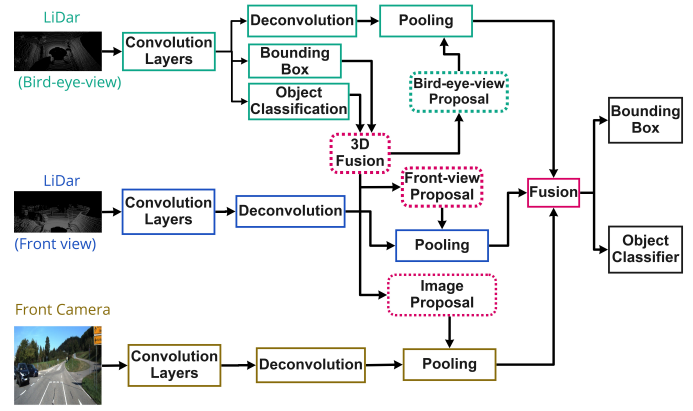 LiDar
(Bird-eye-view)
Convolution
Layers
Deconvolution
Pooling
Bounding
Box
Object
Classification
Bird-eye-view
Proposal
3D
Fusion
Bounding
Box
LiDar
(Front view)
Convolution
Layers
Deconvolution
Front-view
Proposal
Pooling
Fusion
Object
Classifier
Image
Proposal
Front Camera
Convolution
Layers
Deconvolution
Pooling